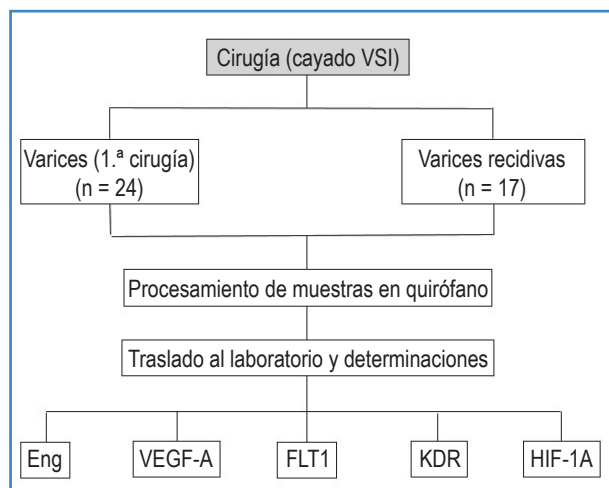 Cirugía (cayado VSI)
Varices (1.ª cirugía)
(n = 24)
Varices recidivas
(n = 17)
Procesamiento de muestras en quirófano
Traslado al laboratorio y determinaciones
Eng
VEGF-A
FLT1
KDR
HIF-1A